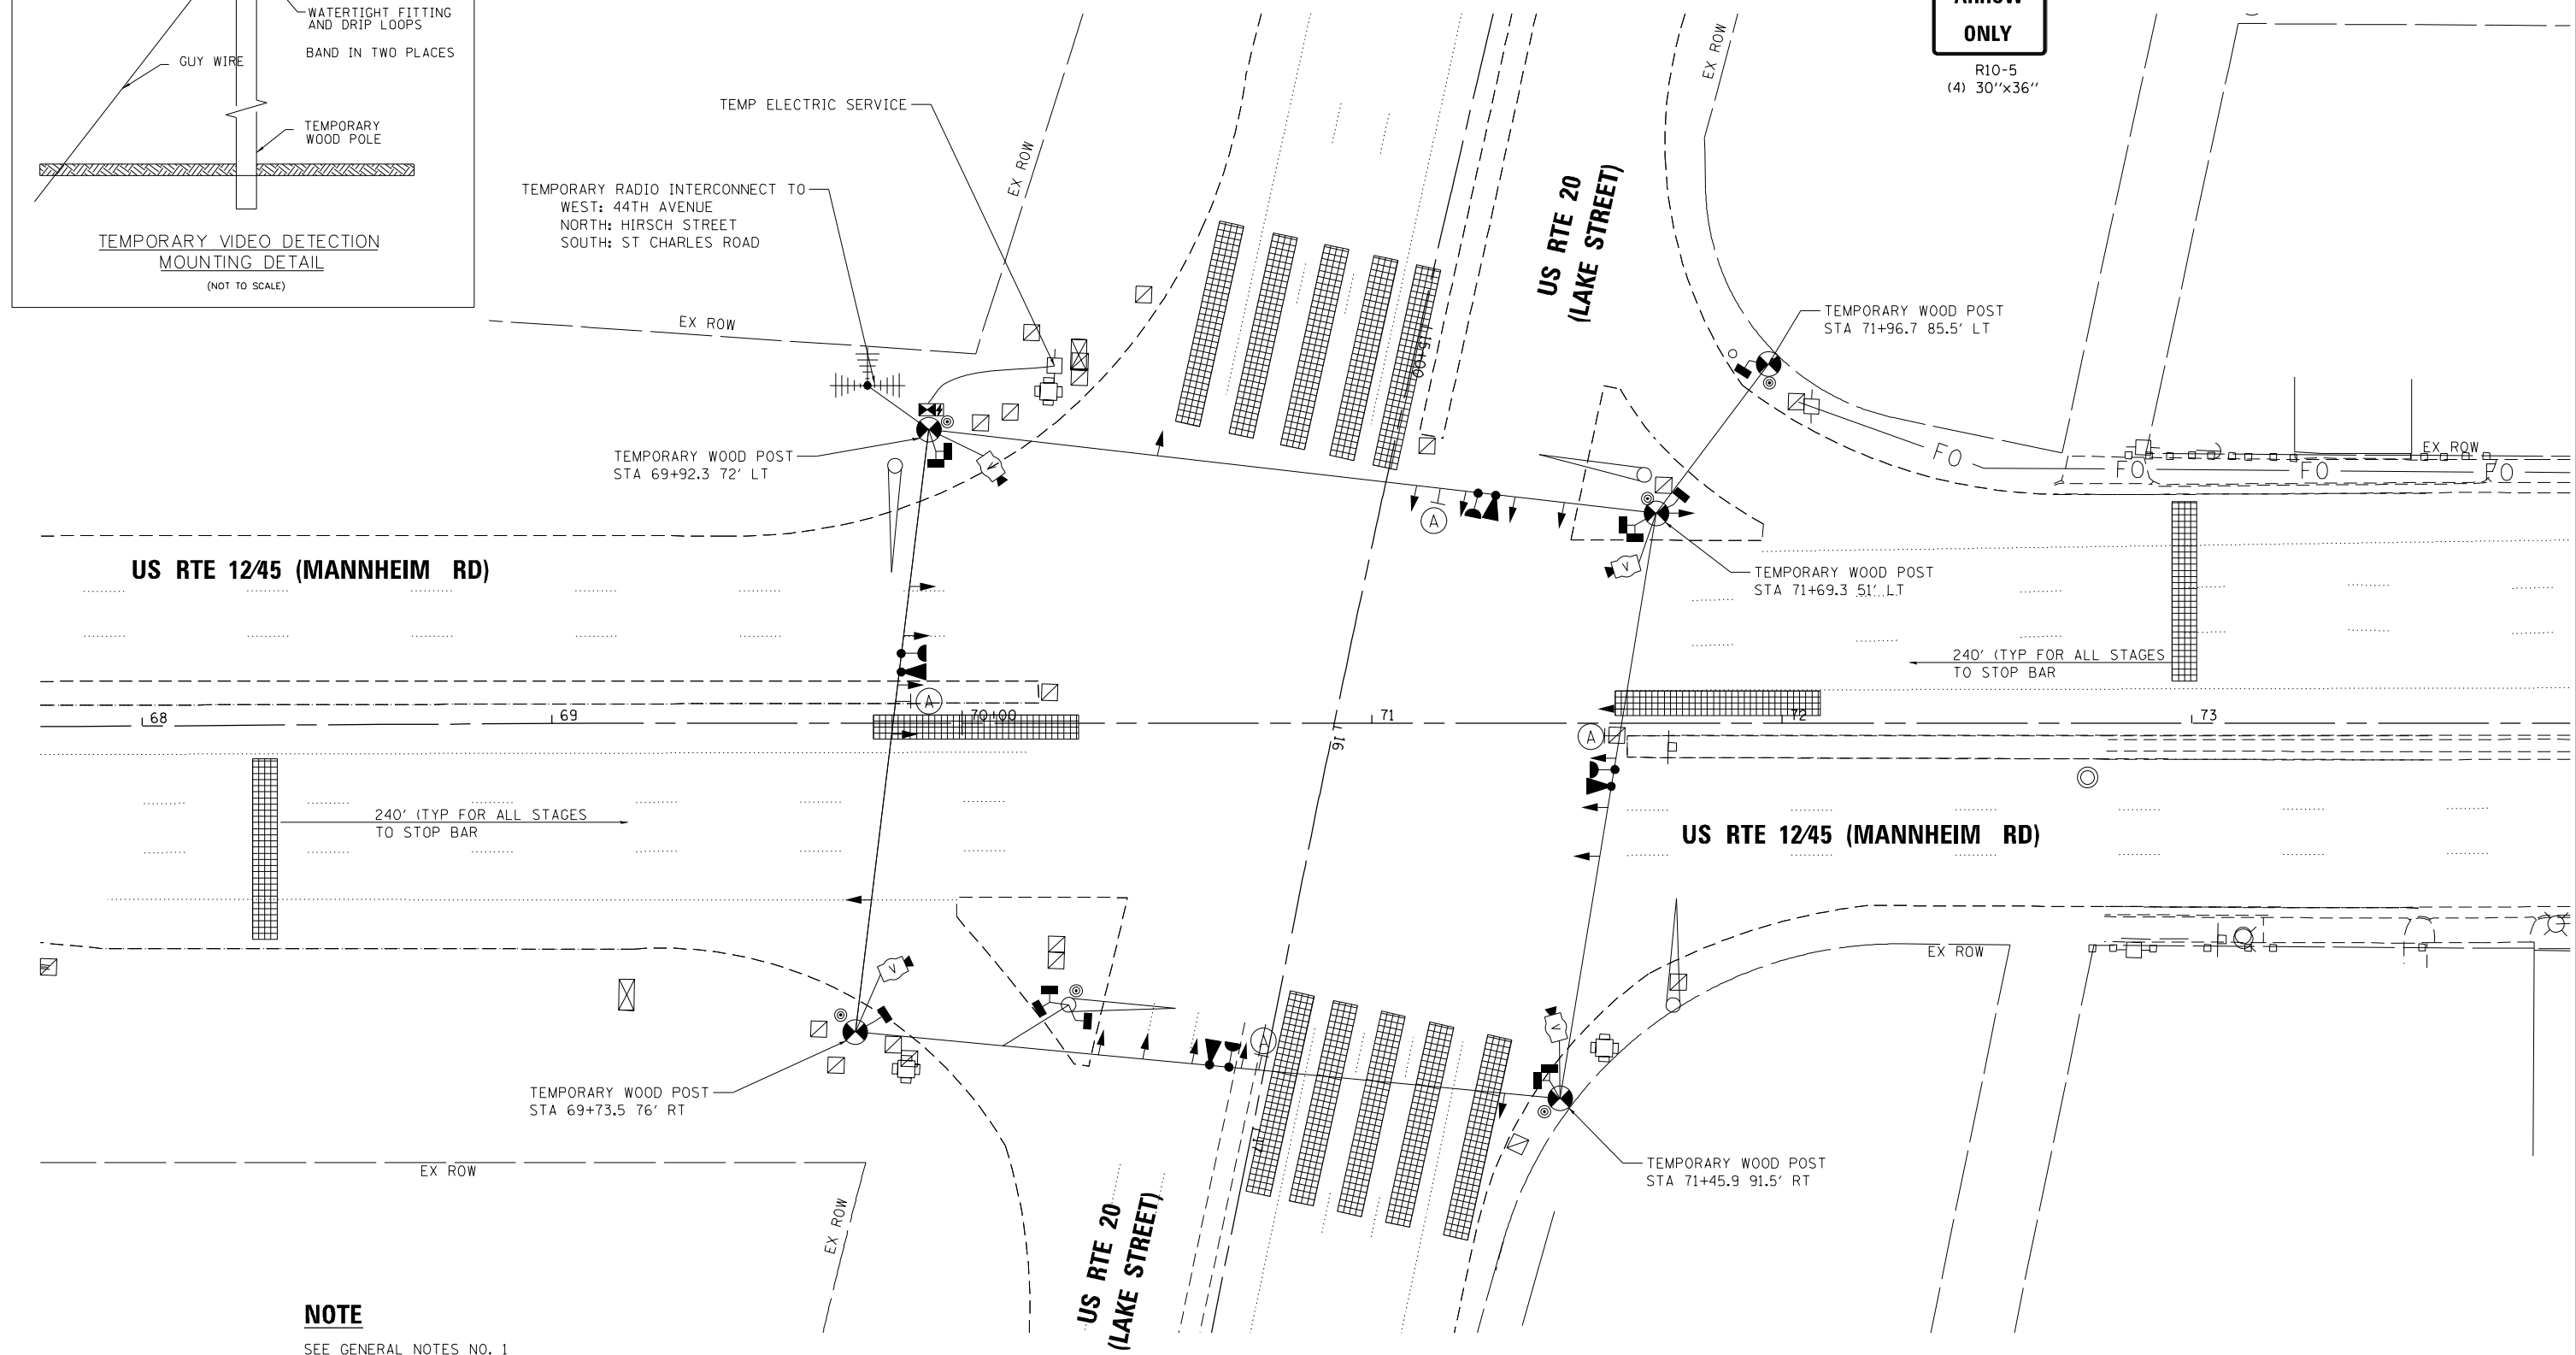 WATERTIGHT FITTING
AND DRIP LOOPS
BAND IN TWO PLACES
GUY WIRE
TEMPORARY
WOOD POLE
TEMPORARY VIDEO DETECTION
MOUNTING DETAIL
(NOT TO SCALE)
ARROW
ONLY
R10-5
(4) 30''x36''
EX ROW
EX ROW
TEMP ELECTRIC SERVICE
TEMPORARY RADIO INTERCONNECT TO
WEST: 44TH AVENUE
NORTH: HIRSCH STREET
SOUTH: ST CHARLES ROAD
US RTE 20
(LAKE STREET)
EX ROW
TEMPORARY WOOD POST
STA 71+96.7 85.5' LT
15+00
TEMPORARY WOOD POST
STA 69+92.3 72' LT
V
A
V
FO
FO
FO
FO
EX ROW
US RTE 12/45 (MANNHEIM RD)
TEMPORARY WOOD POST
STA 71+69.3 51' LT
240' (TYP FOR ALL STAGES
TO STOP BAR
A
68
69
70+00
71
72
73
16
A
240' (TYP FOR ALL STAGES
TO STOP BAR
US RTE 12/45 (MANNHEIM RD)
EX ROW
V
V
A
TEMPORARY WOOD POST
STA 69+73.5 76' RT
17
TEMPORARY WOOD POST
STA 71+45.9 91.5' RT
EX ROW
EX ROW
US RTE 20
(LAKE STREET)
NOTE
SEE GENERAL NOTES NO. 1